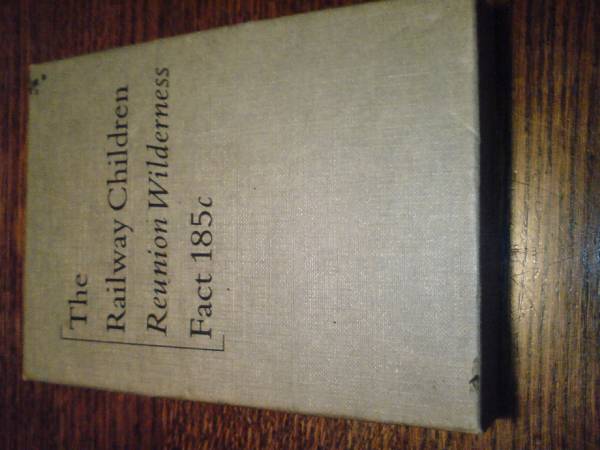 The
Railway Children
Reunion Wilderness
Fact 185c